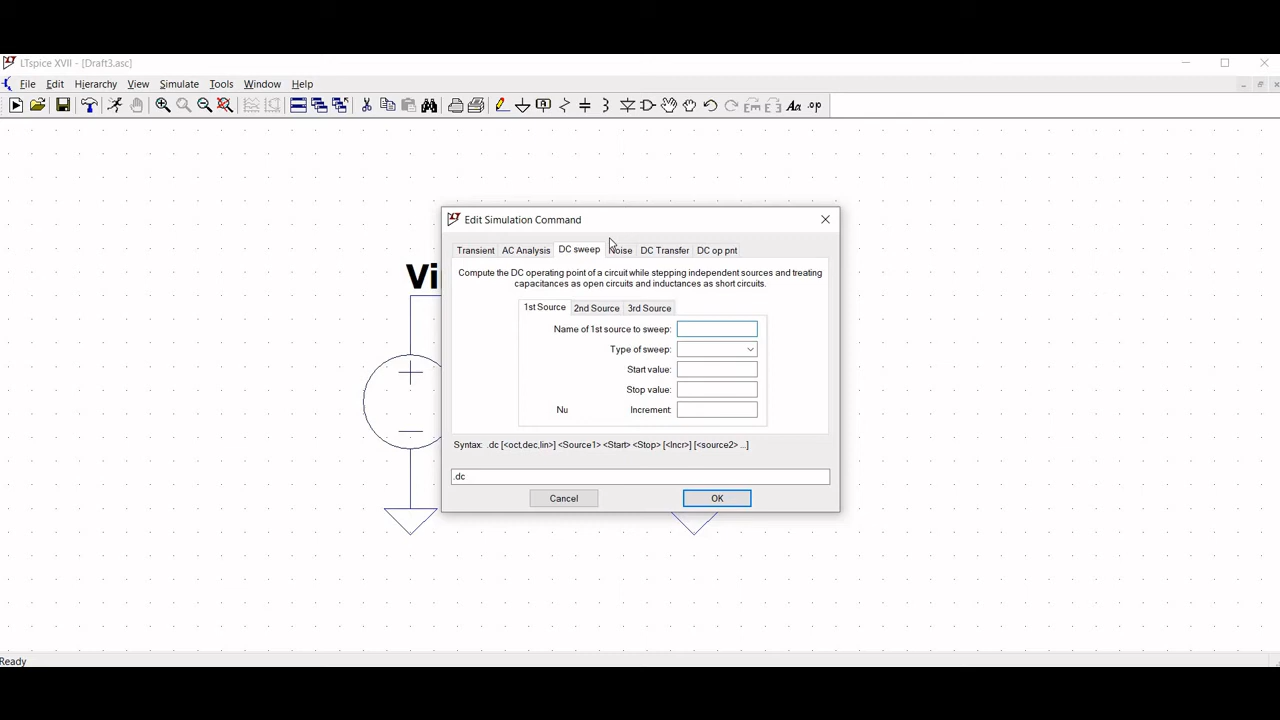 LTspice XVII - [Draft3.asc]
File Edit Hierarchy View Simulate Tools Window Help
Aa .op
Edit Simulation Command
Transient AC Analysis DC sweep Noise DC Transfer DC op pnt
Compute the DC operating point of a circuit while stepping independent sources and treating
capacitances as open circuits and inductances as short circuits.
Vi
1st Source 2nd Source 3rd Source
Name of 1st source to sweep:
Type of sweep:
Start value:
Stop value:
Nu Increment:
Syntax: .dc [<oct,dec,lin>] <Source1> <Start> <Stop> [<Incr>] [<source2> ...]
.dc
Cancel OK
Ready